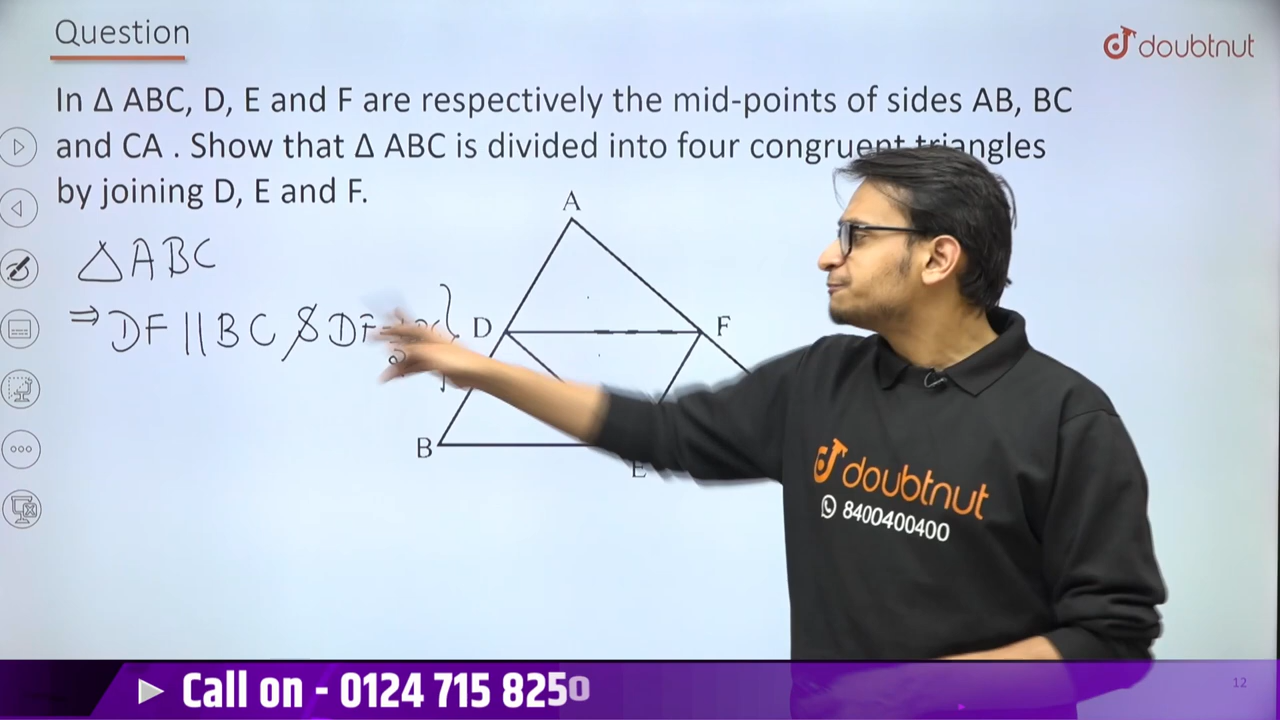 Question
doubtnut
In Δ ABC, D, E and F are respectively the mid-points of sides AB, BC
and CA . Show that Δ ABC is divided into four congruent triangles
by joining D, E and F.
A
△ABC
⇒ DF || BC & DF
D
F
B
E
doubtnut
8400400400
Call on - 0124 715 8250
12